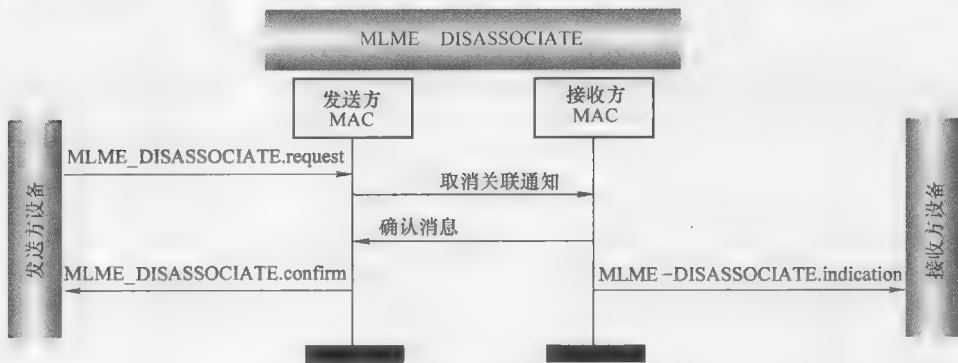 MLME DISASSOCIATE
发送方
MAC
接收方
MAC
发送方设备
接收方设备
MLME_DISASSOCIATE.request
取消关联通知
确认消息
MLME_DISASSOCIATE.confirm
MLME-DISASSOCIATE.indication